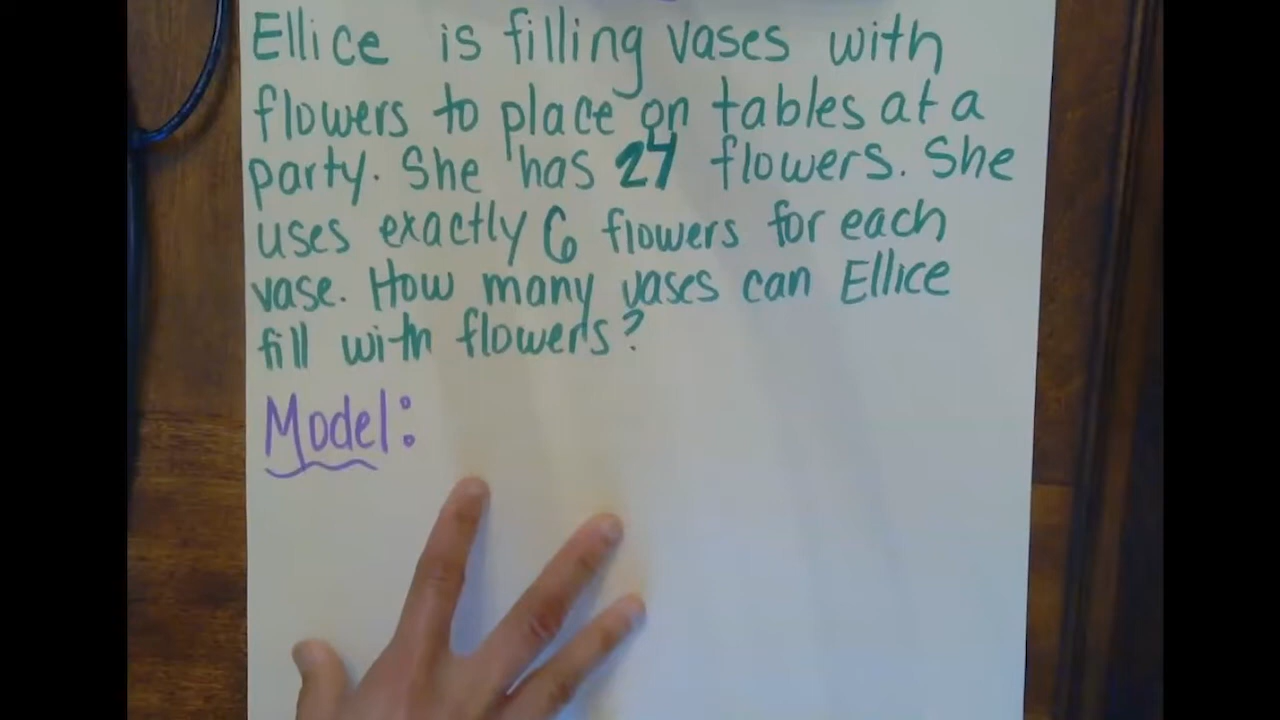 Ellice is filling vases with
flowers to place on tables at a
party. She has 24 flowers. She
uses exactly 6 flowers for each
vase. How many vases can Ellice
fill with flowers?
Model: